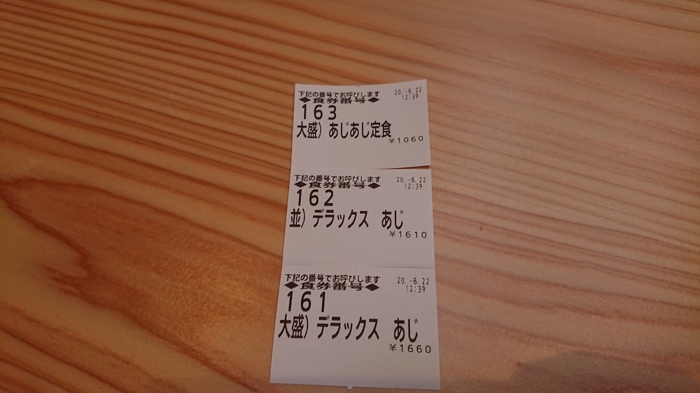 下記の番号でお呼びします 20.-6.22
◆食券番号◆ 12:39
163
大盛）あじあじ定食
￥1060
下記の番号でお呼びします 20.-6.22
◆食券番号◆ 12:39
162
並）デラックス　あじ
￥1610
下記の番号でお呼びします 20.-6.22
◆食券番号◆ 12:39
161
大盛）デラックス　あじ
￥1660